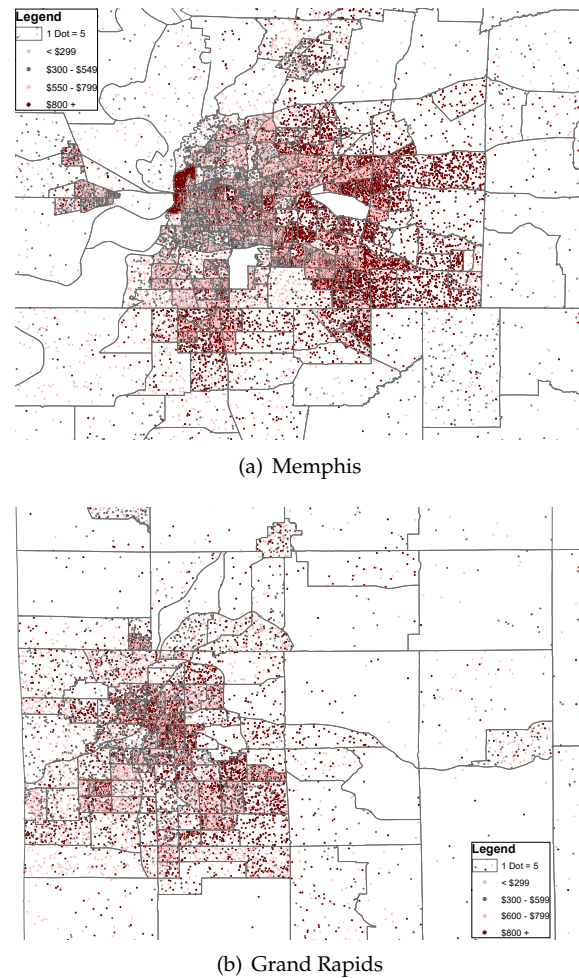 Legend
1 Dot = 5
< $299
$300 - $549
$550 - $799
$800 +
(a) Memphis
Legend
1 Dot = 5
< $299
$300 - $599
$600 - $799
$800 +
(b) Grand Rapids